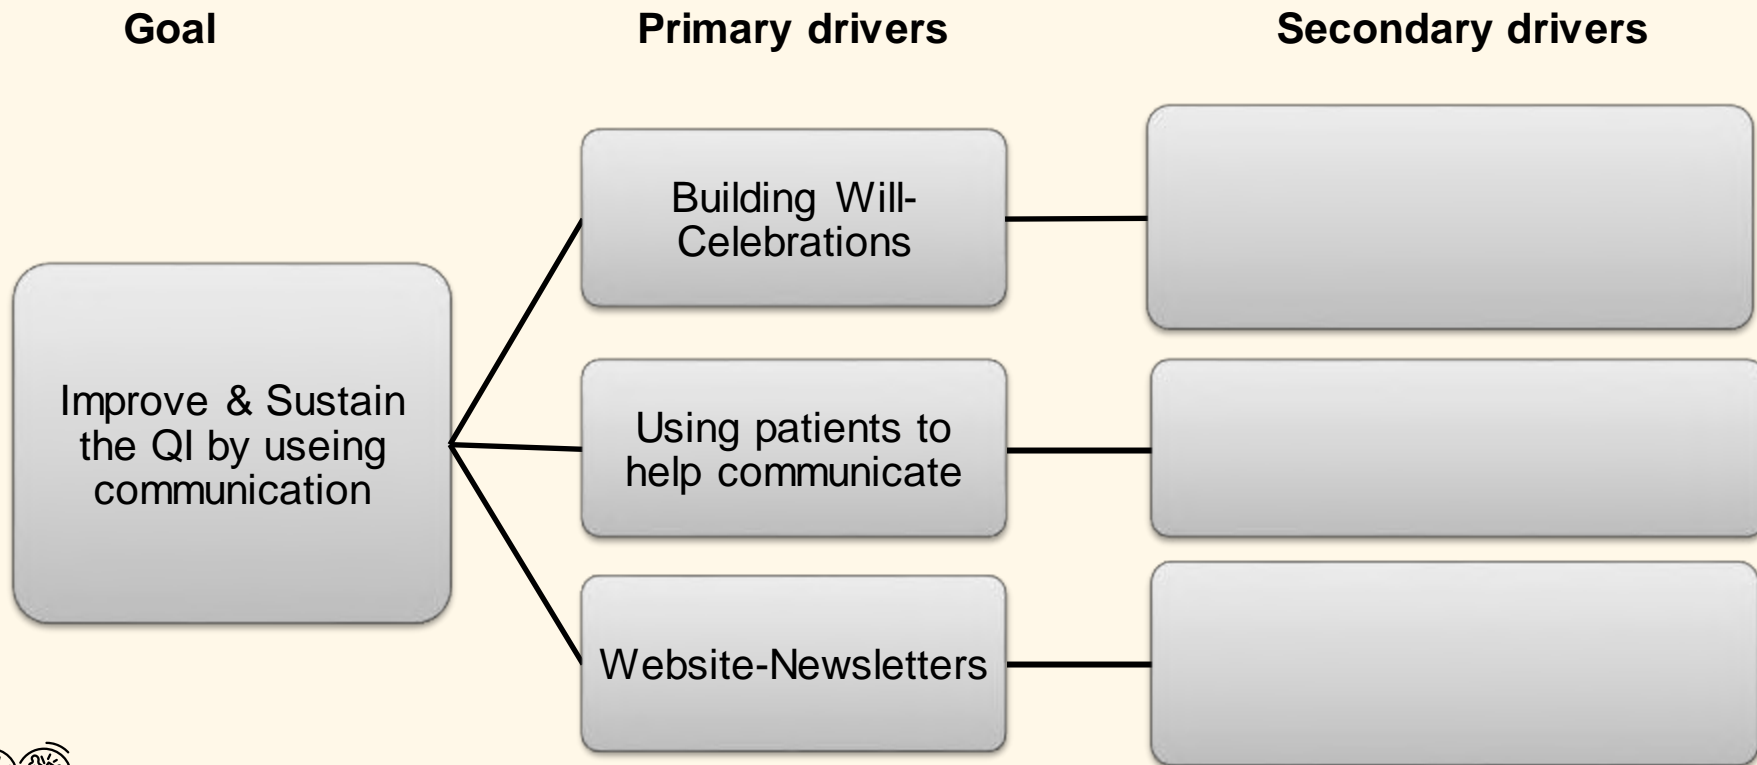 Goal
Primary drivers
Secondary drivers
Improve & Sustain
the QI by useing
communication
Building Will-
Celebrations
Using patients to
help communicate
Website-Newsletters